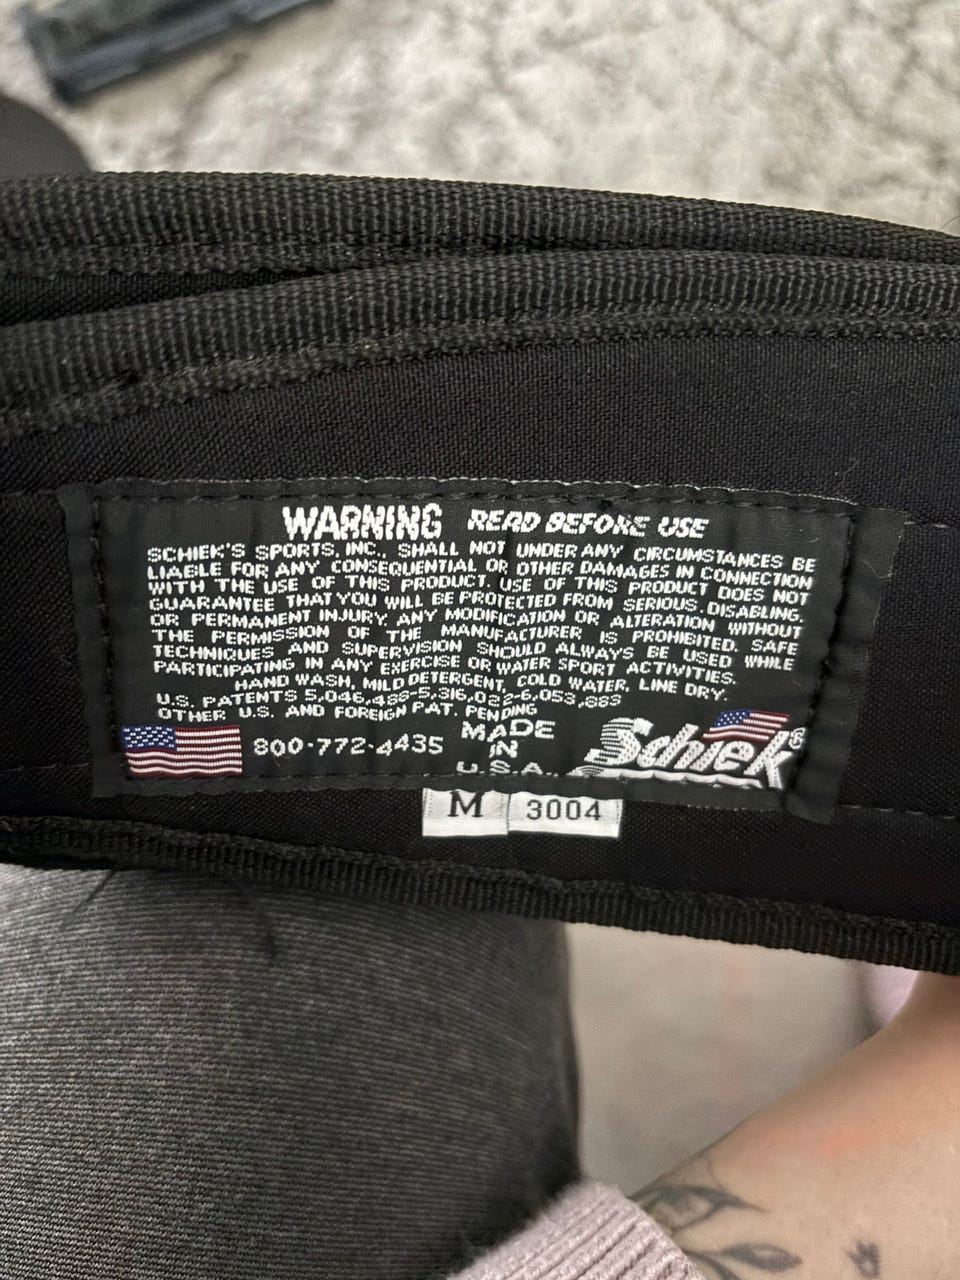 WARNING READ BEFORE USE
SCHIEK'S SPORTS, INC., SHALL NOT UNDER ANY CIRCUMSTANCES BE
LIABLE FOR ANY CONSEQUENTIAL OR OTHER DAMAGES IN CONNECTION
WITH THE USE OF THIS PRODUCT. USE OF THIS PRODUCT DOES NOT
GUARANTEE THAT YOU WILL BE PROTECTED FROM SERIOUS. DISABLING.
OR PERMANENT INJURY. ANY MODIFICATION OR ALTERATION WITHOUT
THE PERMISSION OF THE MANUFACTURER IS PROHIBITED. SAFE
TECHNIQUES AND SUPERVISION SHOULD ALWAYS BE USED WHILE
PARTICIPATING IN ANY EXERCISE OR WATER SPORT ACTIVITIES.
HAND WASH, MILD DETERGENT, COLD WATER, LINE DRY.
U.S. PATENTS 5,046,488-5,316,022-6,053,883
OTHER U.S. AND FOREIGN PAT. PENDING
800-772-4435
MADE
IN
U.S.A.
Schiek®
M 3004